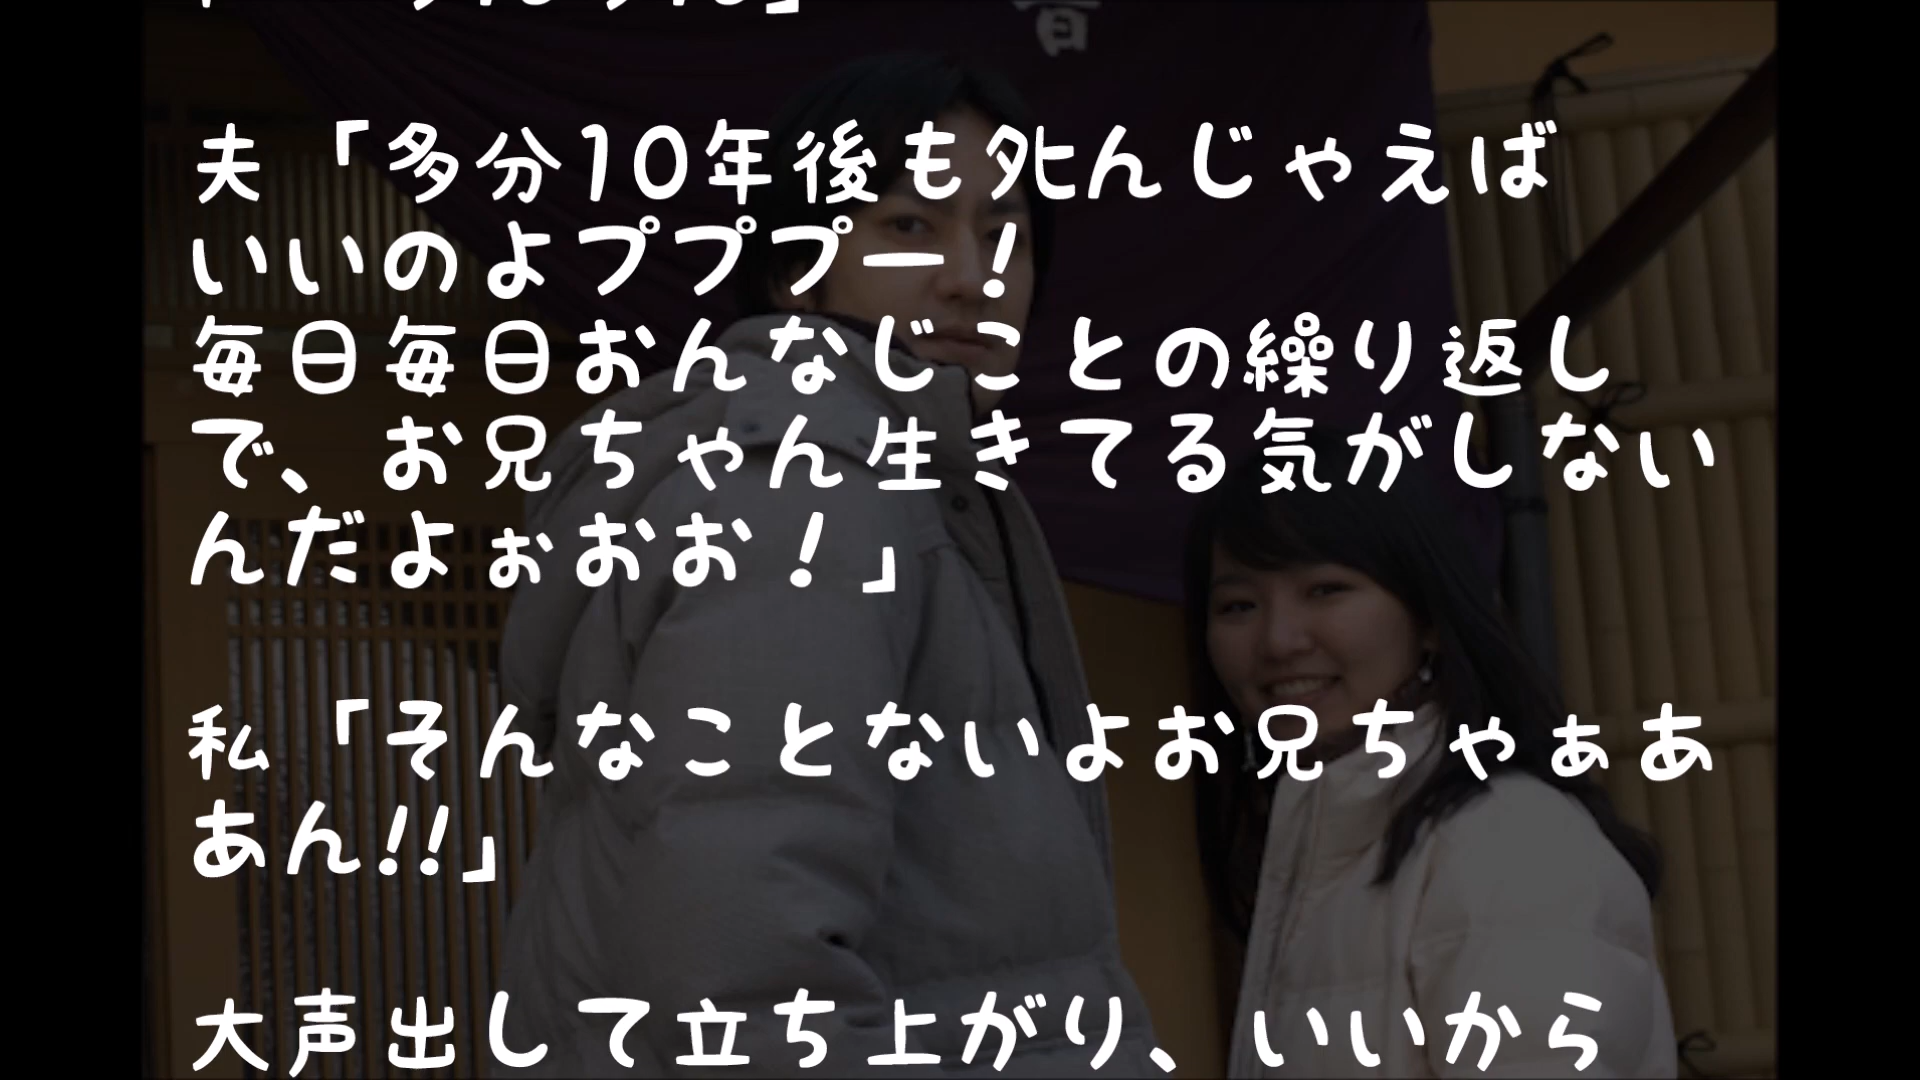 夫「多分10年後もﾀﾋんじゃえば
いいのよプププー！
毎日毎日おんなじことの繰り返し
で、お兄ちゃん生きてる気がしない
んだよぉおお！」
私「そんなことないよお兄ちゃぁあ
あん!!」
大声出して立ち上がり、いいから